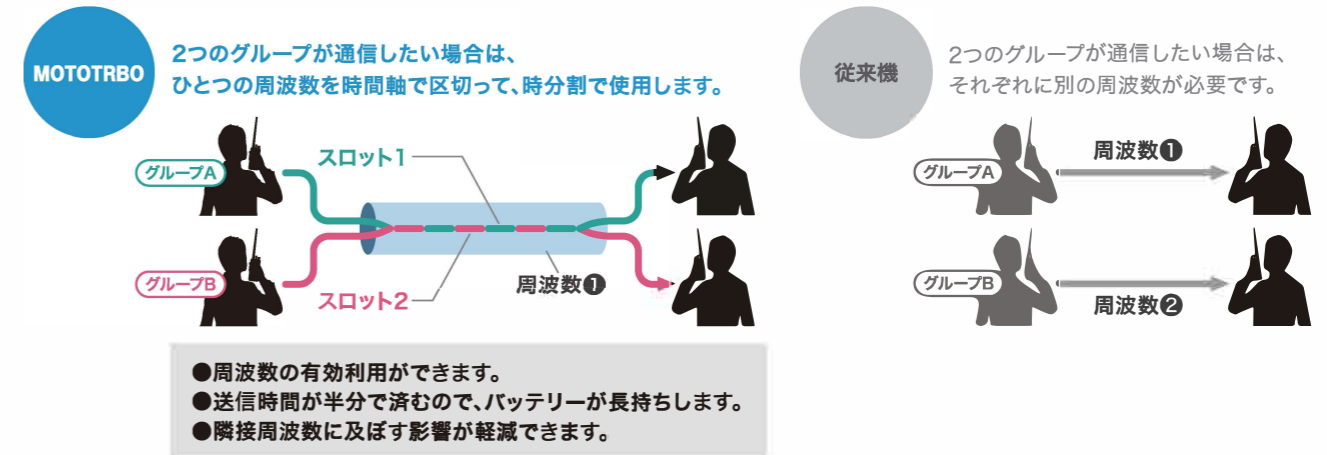 MOTOTRBO
2つのグループが通信したい場合は、
ひとつの周波数を時間軸で区切って、時分割で使用します。
グループA
スロット1
グループB
スロット2
周波数❶
●周波数の有効利用ができます。
●送信時間が半分で済むので、バッテリーが長持ちします。
●隣接周波数に及ぼす影響が軽減できます。
従来機
2つのグループが通信したい場合は、
それぞれに別の周波数が必要です。
グループA
周波数❶
グループB
周波数❷